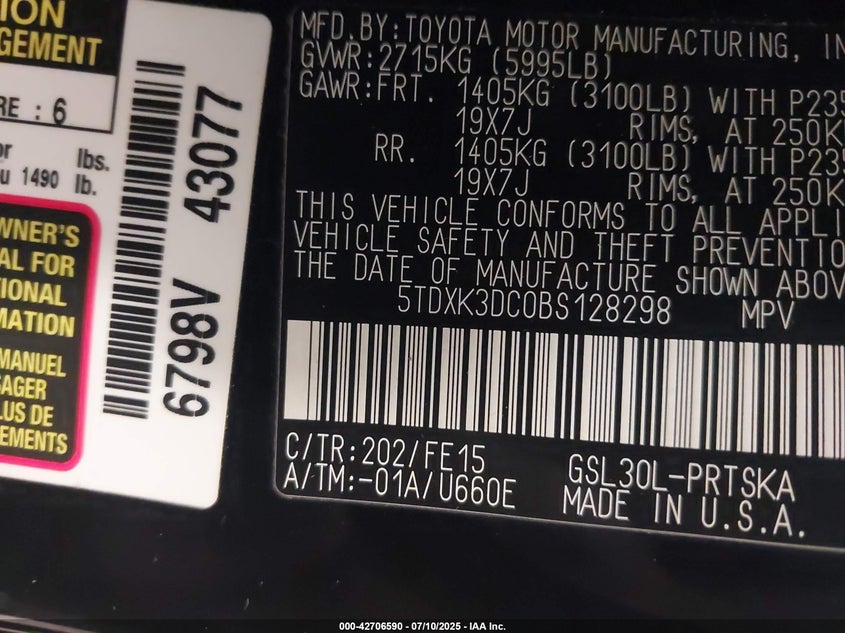 ION
GEMENT
RE : 6
or lbs.
u 1490 lb.
WNER'S
AL FOR
TIONAL
MATION
MANUEL
SAGER
LUS DE
EMENTS
6798V 43077
MFD.BY:TOYOTA MOTOR MANUFACTURING, IN
GVWR:2715KG (5995LB)
GAWR:FRT. 1405KG (3100LB) WITH P235
19X7J RIMS, AT 250K
RR. 1405KG (3100LB) WITH P235
19X7J RIMS, AT 250K
THIS VEHICLE CONFORMS TO ALL APPLI
VEHICLE SAFETY AND THEFT PREVENTIO
THE DATE OF MANUFACTURE SHOWN ABOV
5TDXK3DC0BS128298 MPV
C/TR:202/FE15 GSL30L-PRTSKA
A/TM:-01A/U660E MADE IN U.S.A.
000-42706590 - 07/10/2025 - IAA Inc.